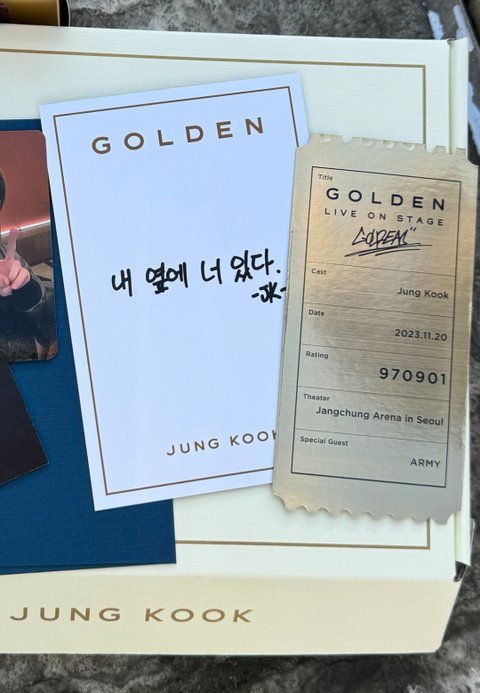 GOLDEN
내 옆에 너 있다.
-JK-
JUNG KOOK
Title
GOLDEN
LIVE ON STAGE
Cast
Jung Kook
Date
2023.11.20
Rating
970901
Theater
Jangchung Arena in Seoul
Special Guest
ARMY
JUNG KOOK